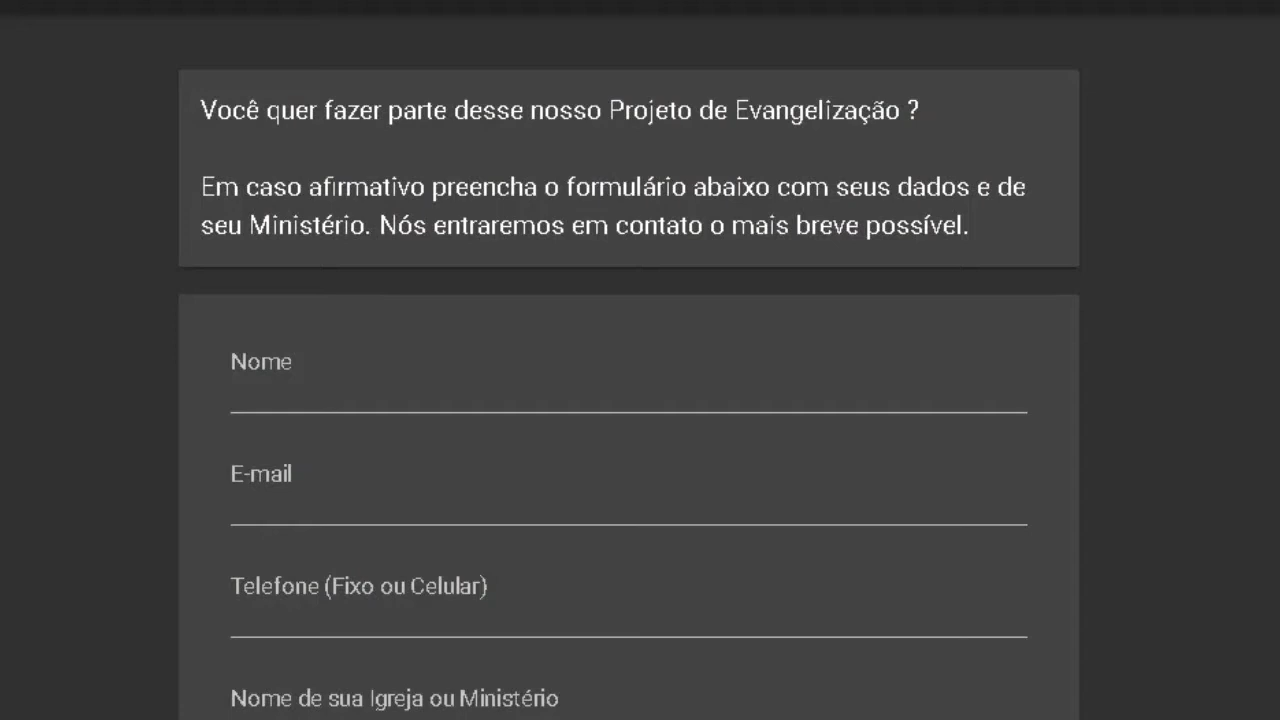 Você quer fazer parte desse nosso Projeto de Evangelização ?
Em caso afirmativo preencha o formulário abaixo com seus dados e de
seu Ministério. Nós entraremos em contato o mais breve possível.
Nome
E-mail
Telefone (Fixo ou Celular)
Nome de sua Igreja ou Ministério